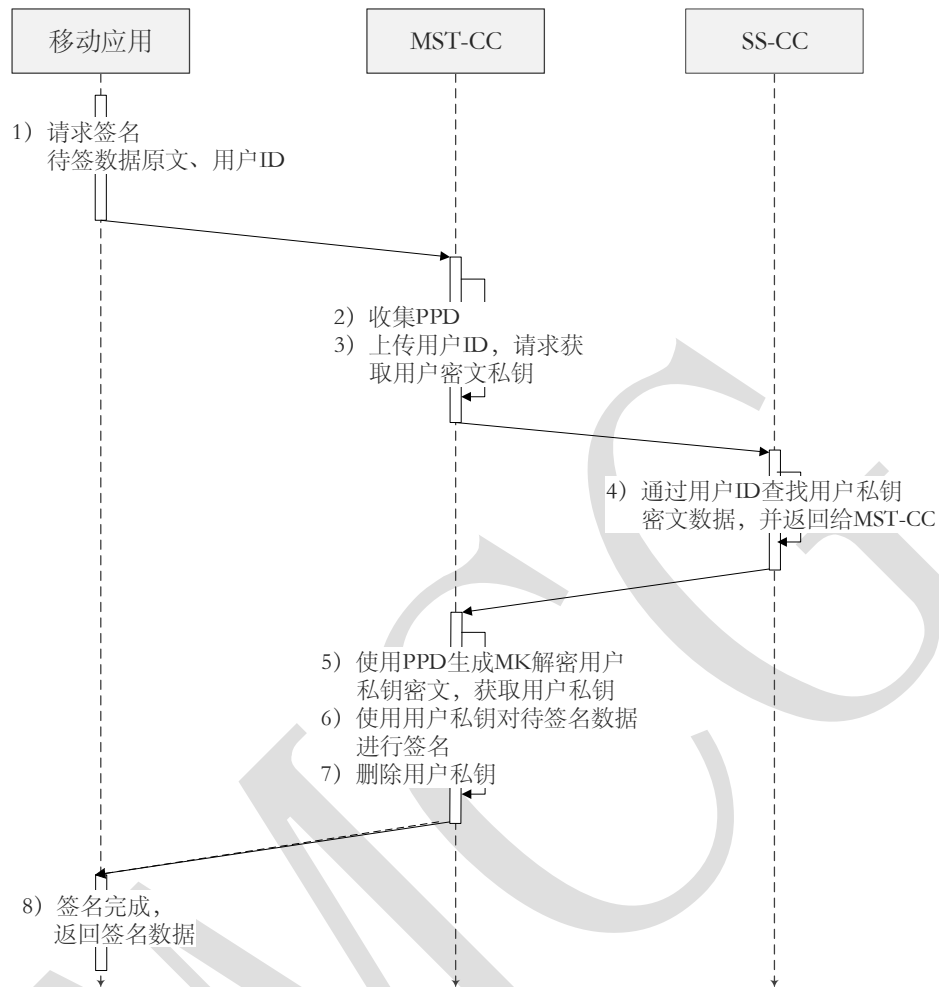 移动应用
MST-CC
SS-CC
1）请求签名
待签数据原文、用户ID
2）收集PPD
3）上传用户ID，请求获
取用户密文私钥
4）通过用户ID查找用户私钥
密文数据，并返回给MST-CC
5）使用PPD生成MK解密用户
私钥密文，获取用户私钥
6）使用用户私钥对待签名数据
进行签名
7）删除用户私钥
8）签名完成，
返回签名数据